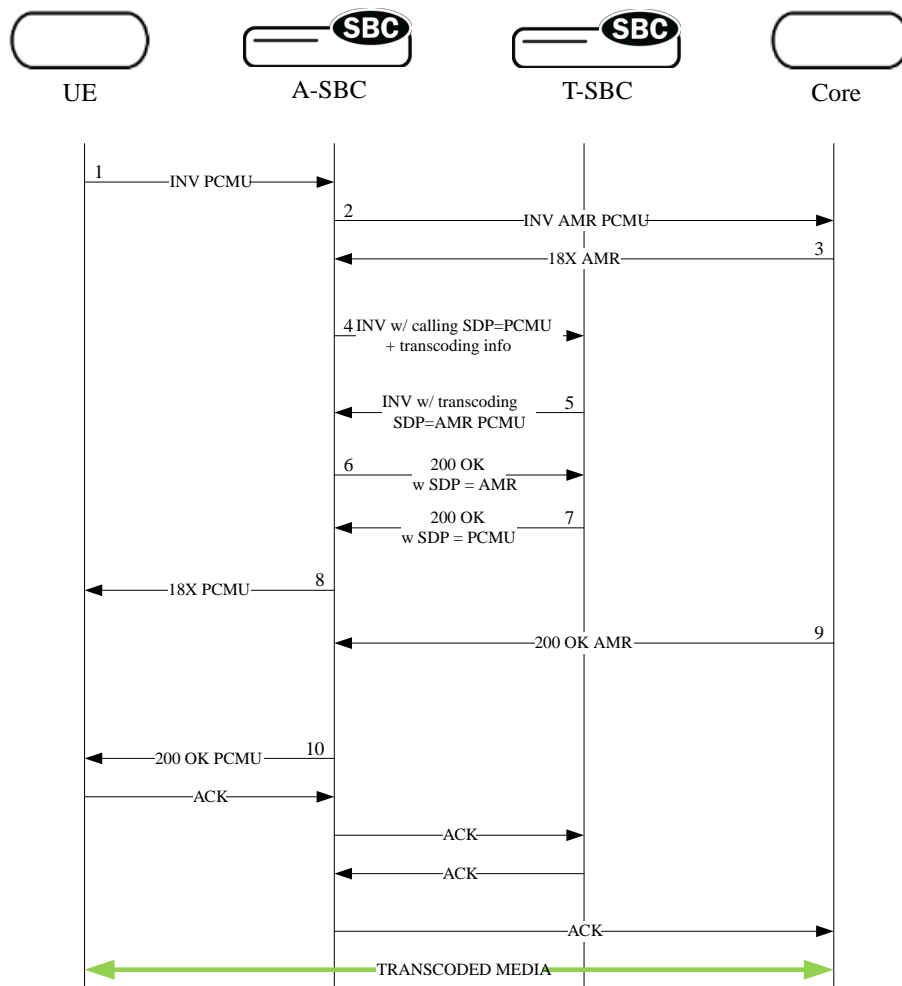 SBC
SBC
UE
A-SBC
T-SBC
Core
1
INV PCMU
2
INV AMR PCMU
3
18X AMR
4
INV w/ calling SDP=PCMU
+ transcoding info
INV w/ transcoding
5
SDP=AMR PCMU
6
200 OK
w SDP = AMR
200 OK
7
w SDP = PCMU
8
18X PCMU
9
200 OK AMR
10
200 OK PCMU
ACK
ACK
ACK
ACK
TRANSCODED MEDIA